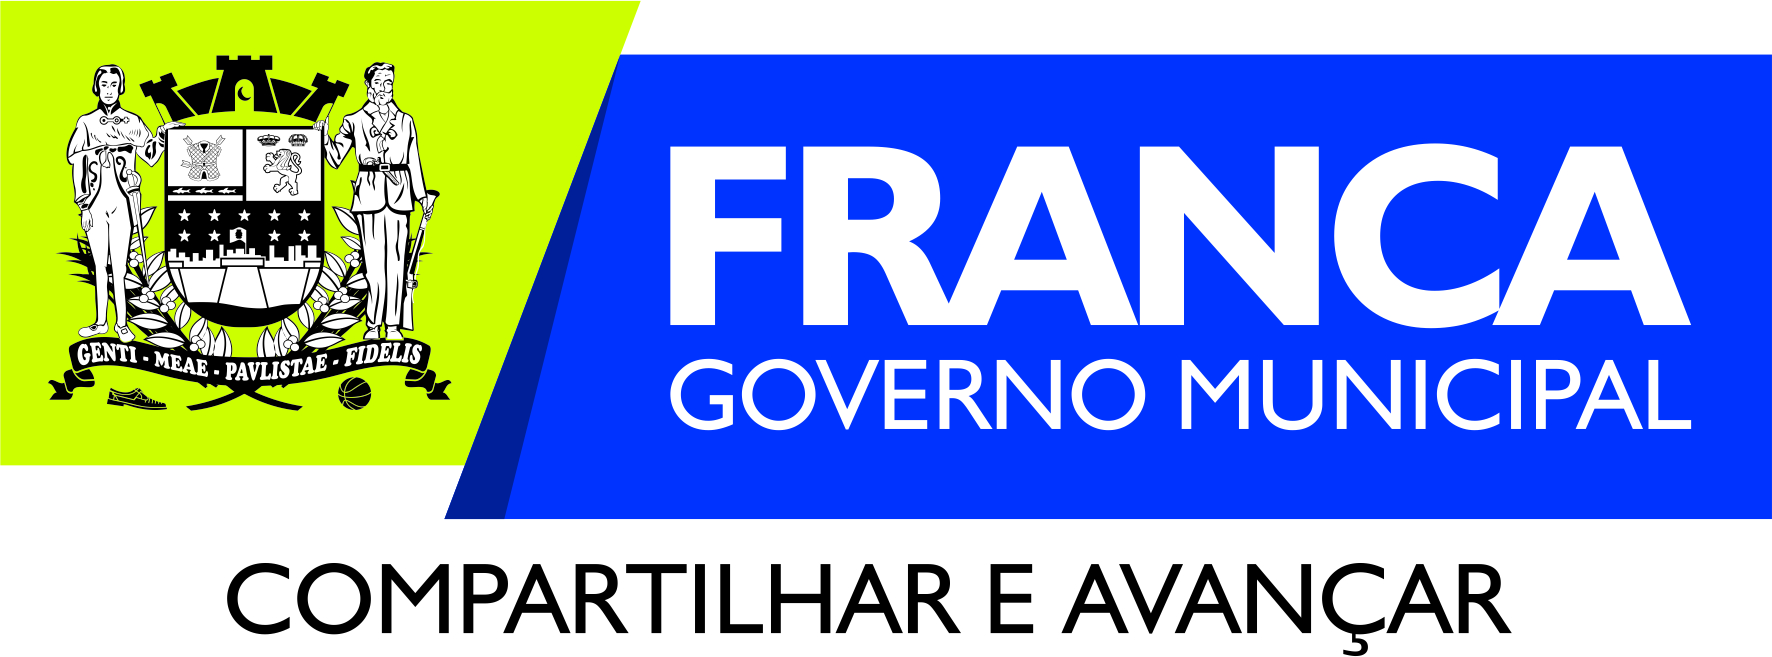 GENTI - MEAE - PAVLISTAE - FIDELIS
FRANCA
GOVERNO MUNICIPAL
COMPARTILHAR E AVANÇAR